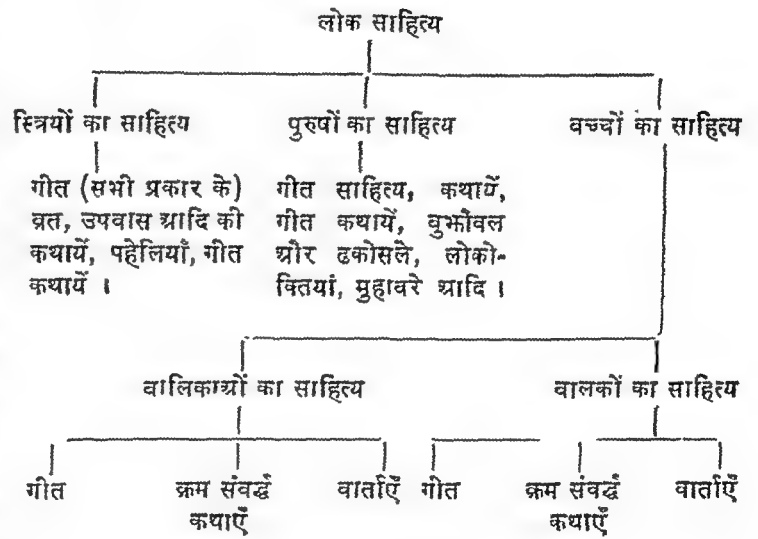 लोक साहित्य
स्त्रियों का साहित्य पुरुषों का साहित्य वच्चों का साहित्य
गीत (सभी प्रकार के)
व्रत, उपवास आदि की
कथायें, पहेलियाँ, गीत
कथायें ।
गीत साहित्य, कथायें,
गीत कथायें, वुझौवल
और ढकोसले, लोको-
क्तियां, मुहावरे आदि ।
वालिकाओं का साहित्य वालकों का साहित्य
गीत क्रम संवर्द्ध वार्ताएँ गीत क्रम संवर्द्ध वार्ताएँ
कथाएँ कथाएँ